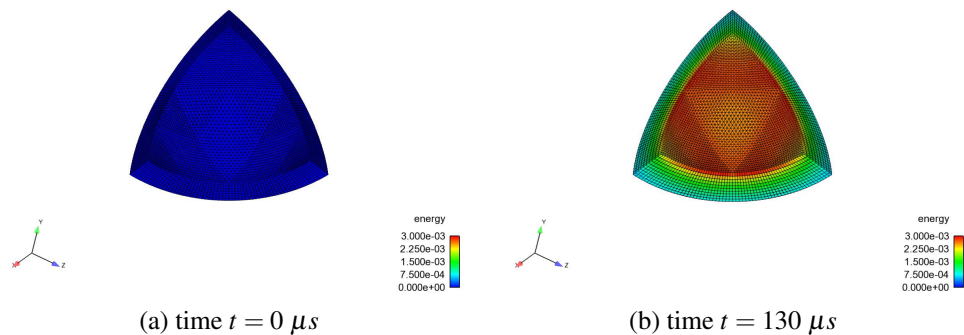 Y
X
Z
energy
3.000e-03
2.250e-03
1.500e-03
7.500e-04
0.000e+00
(a) time t = 0 μs
Y
X
Z
energy
3.000e-03
2.250e-03
1.500e-03
7.500e-04
0.000e+00
(b) time t = 130 μs